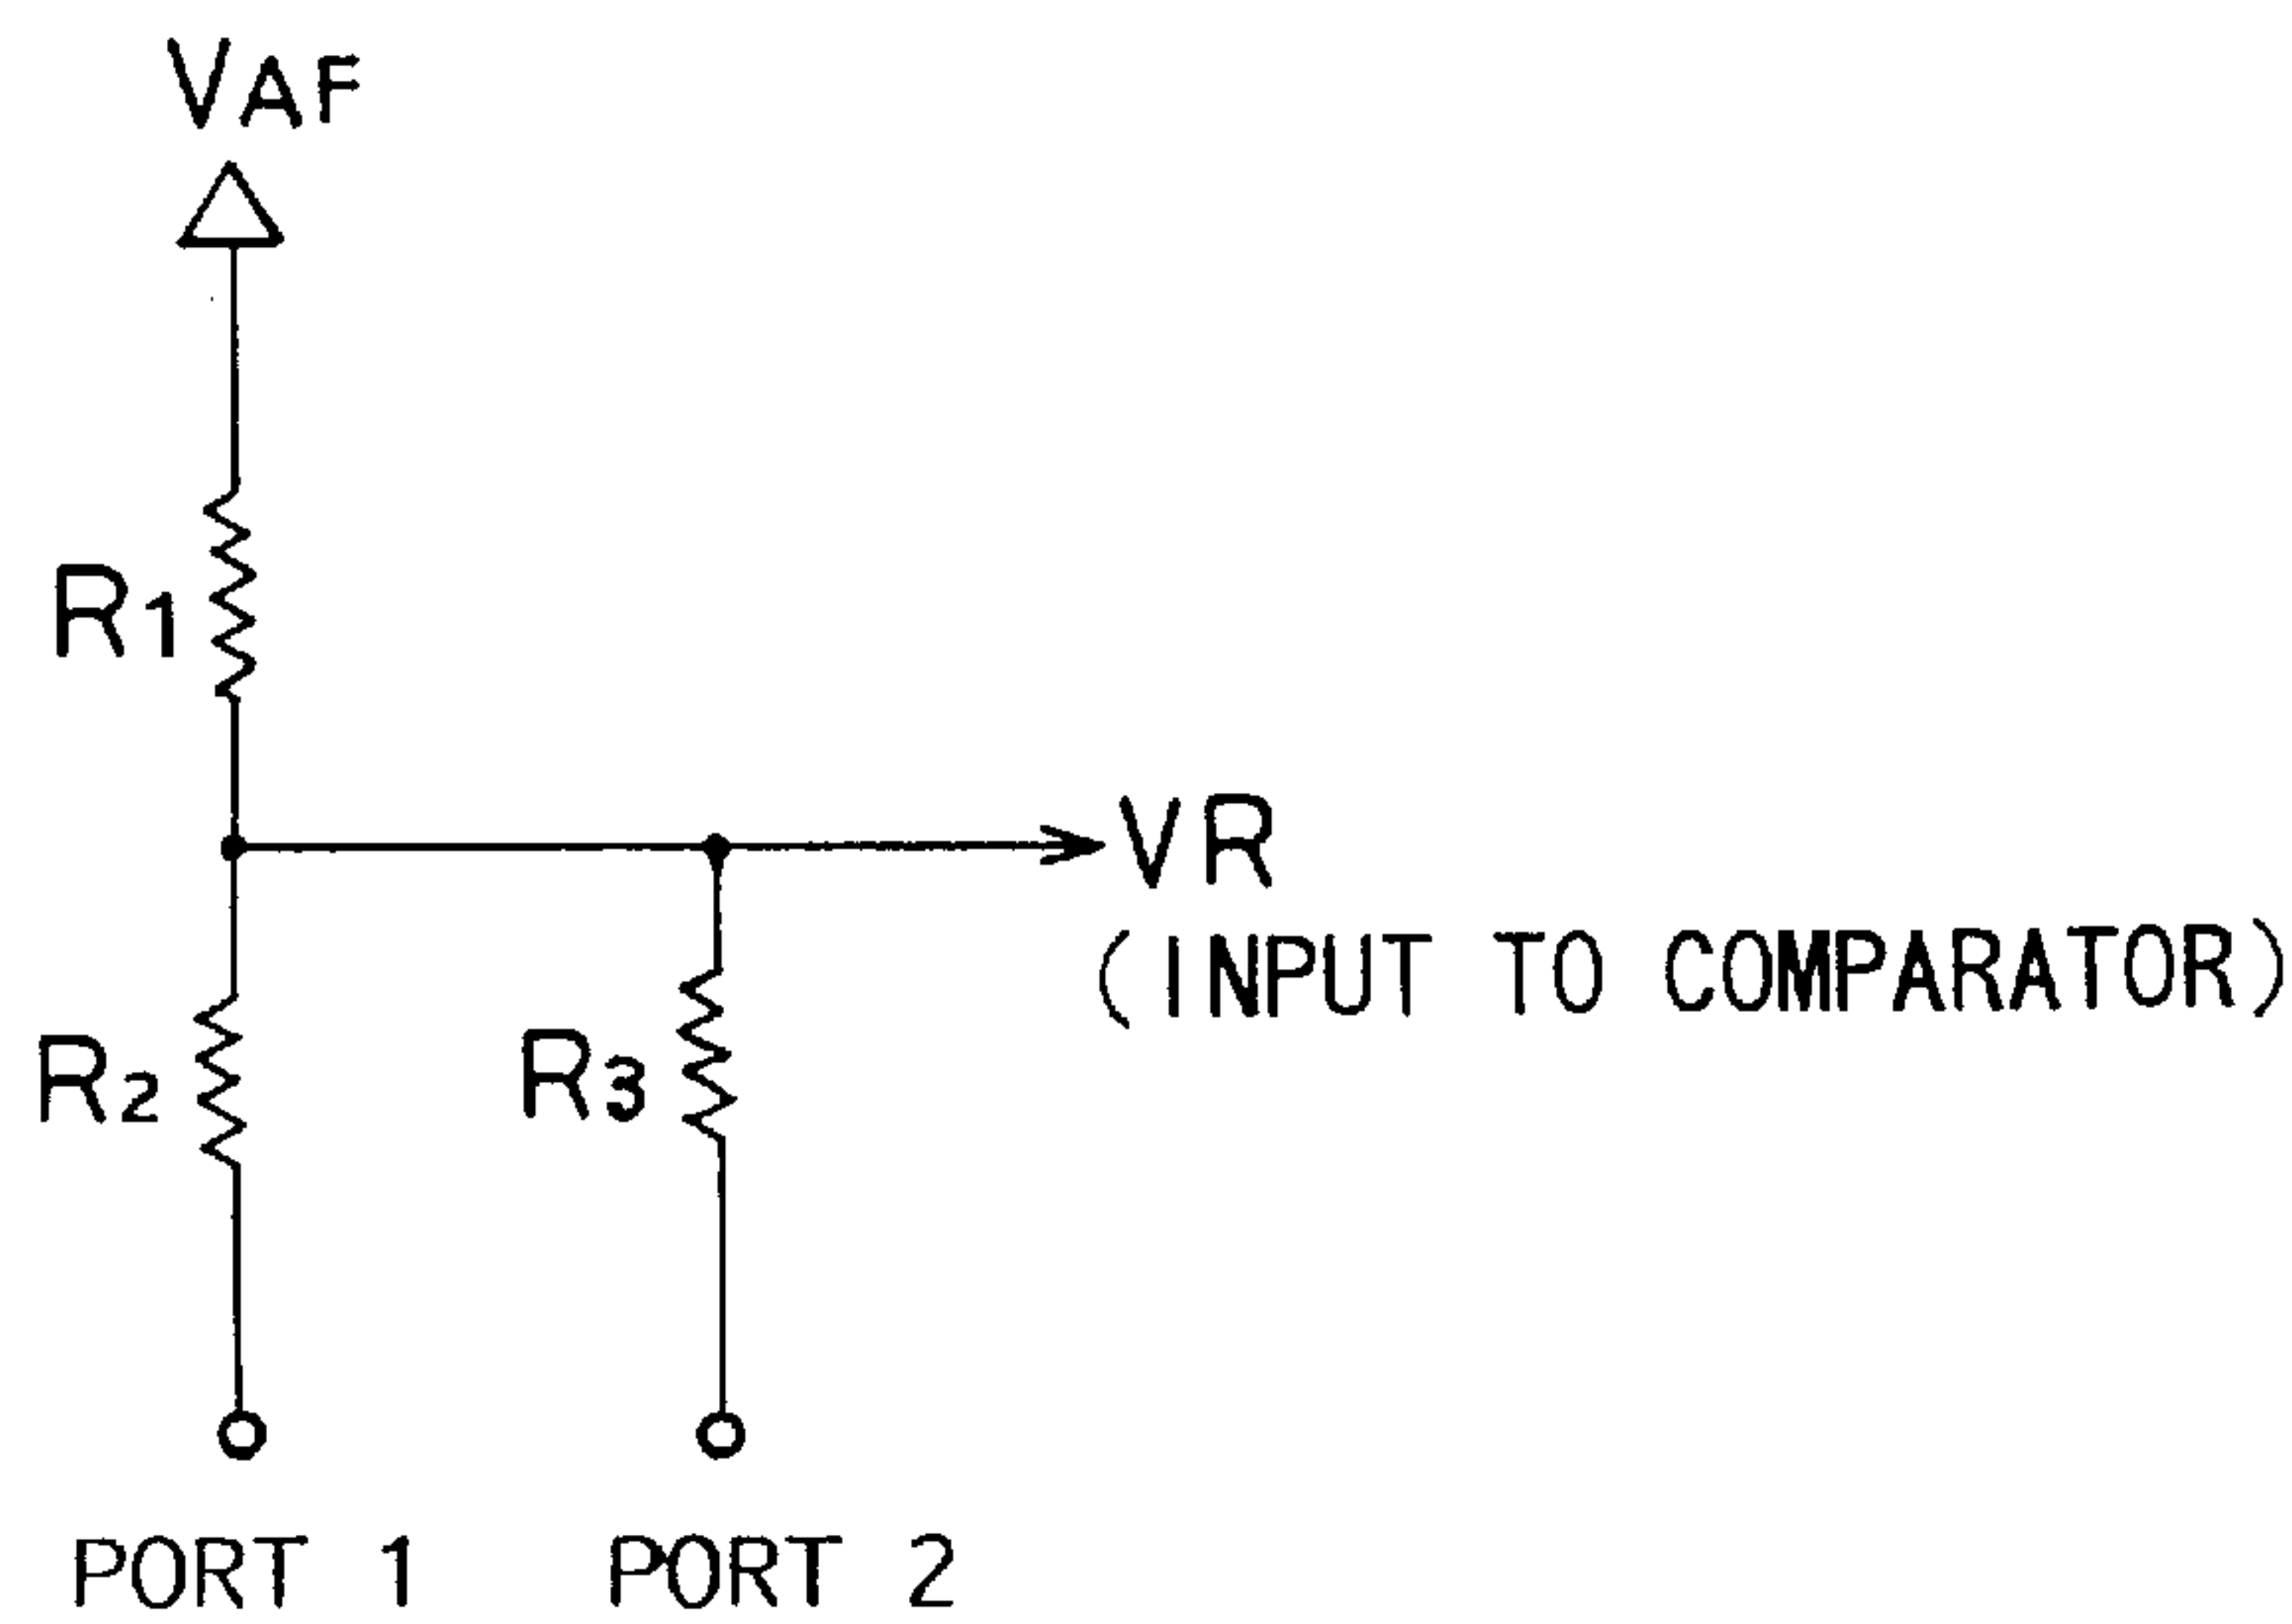 VAF
R1
VR
(INPUT TO COMPARATOR)
R2
R3
PORT 1
PORT 2